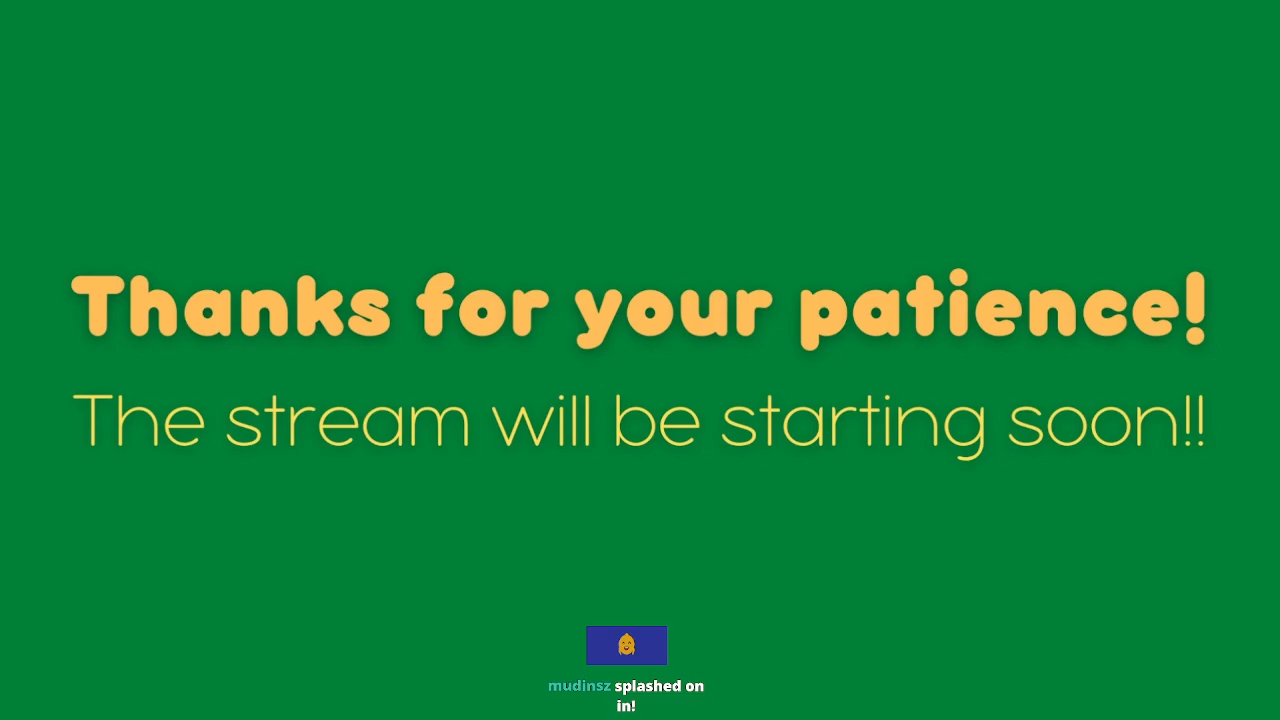 Thanks for your patience!
The stream will be starting soon!!
mudinsz splashed on
in!